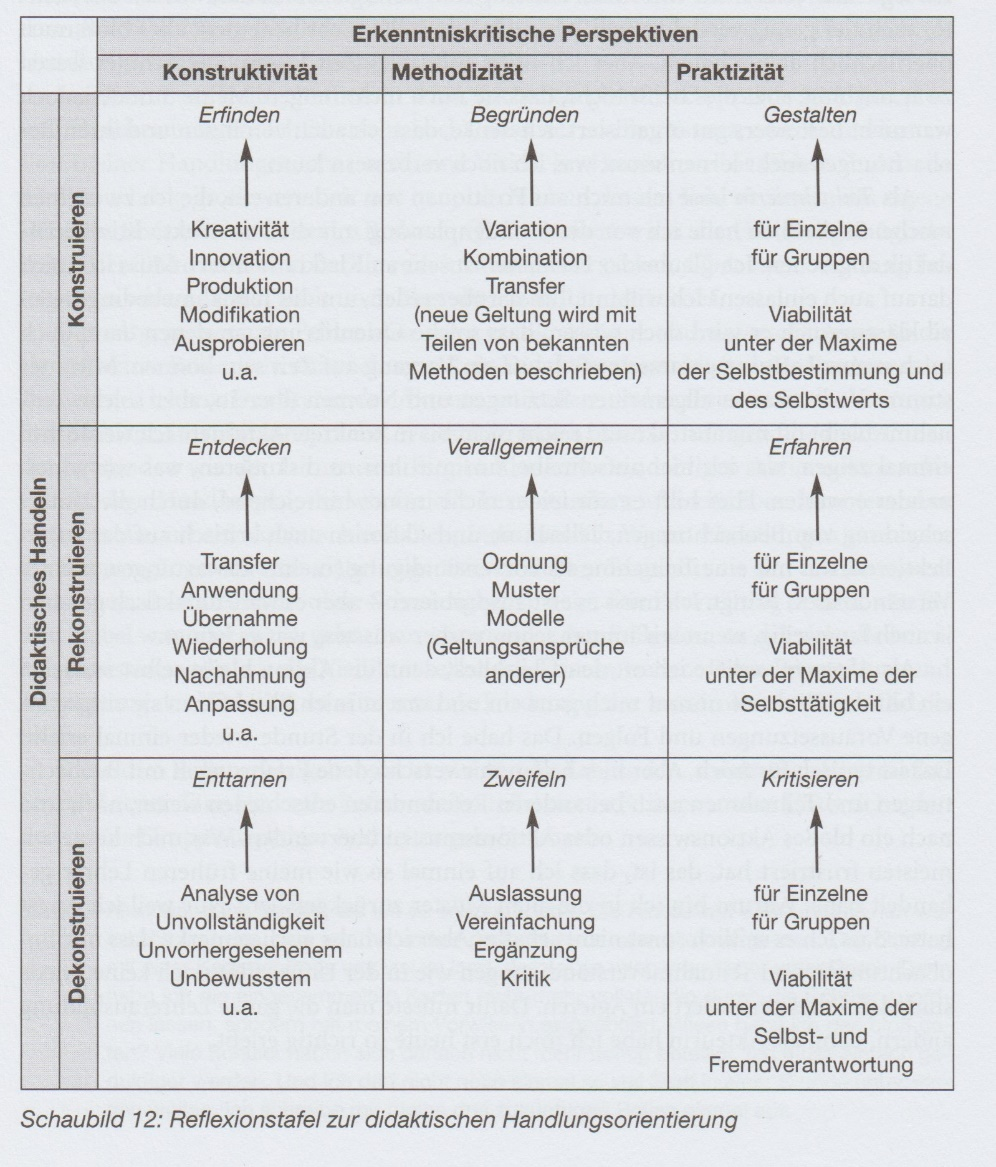 Erkenntniskritische Perspektiven
Konstruktivität
Methodizität
Praktizität
Didaktisches Handeln
Konstruieren
Erfinden
Kreativität
Innovation
Produktion
Modifikation
Ausprobieren
u.a.
Begründen
Variation
Kombination
Transfer
(neue Geltung wird mit
Teilen von bekannten
Methoden beschrieben)
Gestalten
für Einzelne
für Gruppen
Viabilität
unter der Maxime
der Selbstbestimmung und
des Selbstwerts
Rekonstruieren
Entdecken
Transfer
Anwendung
Übernahme
Wiederholung
Nachahmung
Anpassung
u.a.
Verallgemeinern
Ordnung
Muster
Modelle
(Geltungsansprüche
anderer)
Erfahren
für Einzelne
für Gruppen
Viabilität
unter der Maxime der
Selbsttätigkeit
Dekonstruieren
Enttarnen
Analyse von
Unvollständigkeit
Unvorhergesehenem
Unbewusstem
u.a.
Zweifeln
Auslassung
Vereinfachung
Ergänzung
Kritik
Kritisieren
für Einzelne
für Gruppen
Viabilität
unter der Maxime der
Selbst- und
Fremdverantwortung
Schaubild 12: Reflexionstafel zur didaktischen Handlungsorientierung